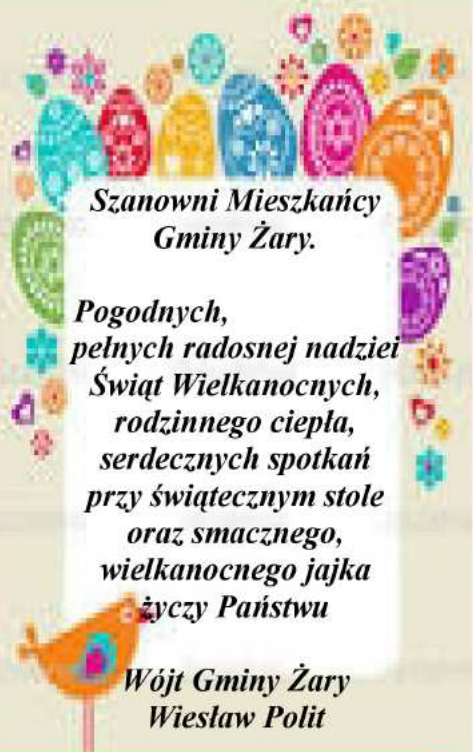 Szanowni Mieszkańcy
Gminy Żary.
Pogodnych,
pełnych radosnej nadziei
Świąt Wielkanocnych,
rodzinnego ciepła,
serdecznych spotkań
przy świątecznym stole
oraz smacznego,
wielkanocnego jajka
życzy Państwu
Wójt Gminy Żary
Wiesław Polit